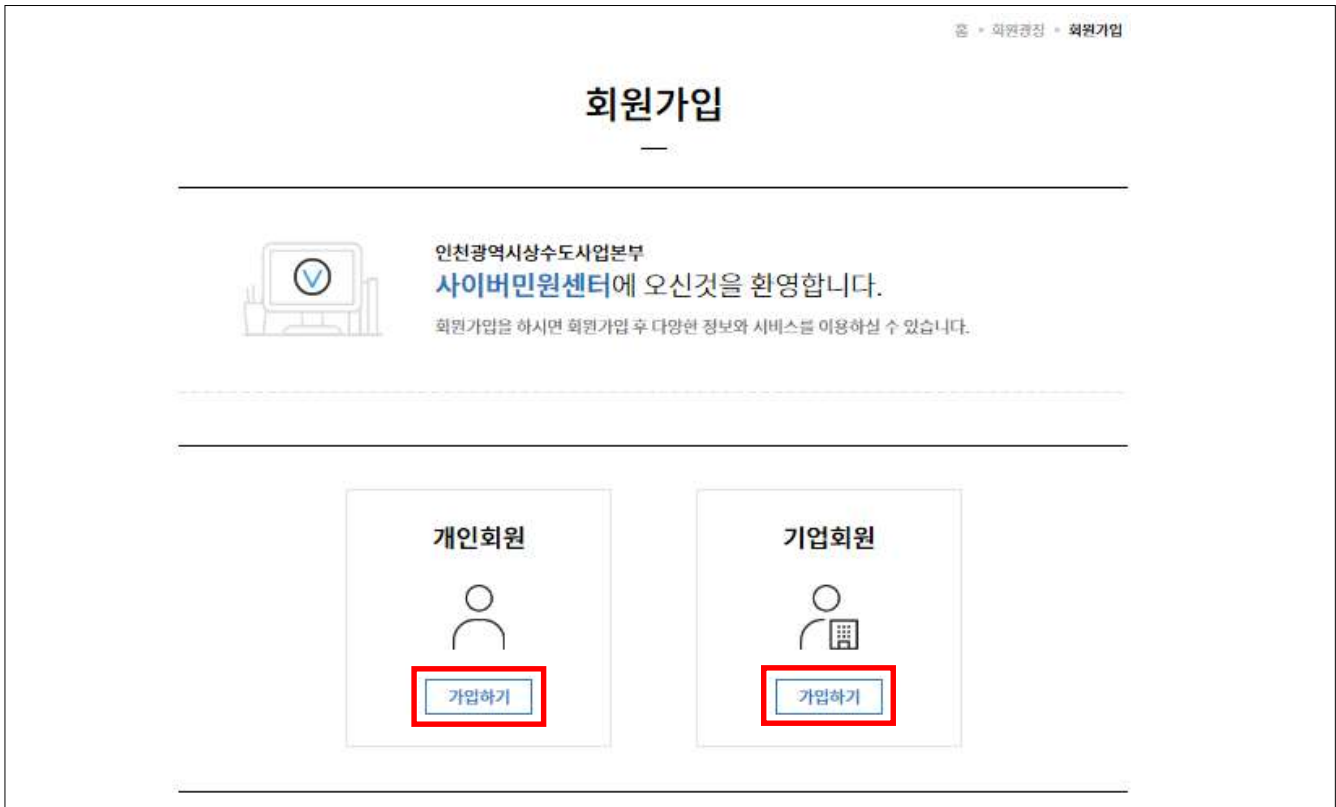 홈 • 회원광장 • 회원가입
회원가입
인천광역시상수도사업본부
사이버민원센터에 오신것을 환영합니다.
회원가입을 하시면 회원가입 후 다양한 정보와 서비스를 이용하실 수 있습니다.
개인회원
기업회원
가입하기
가입하기